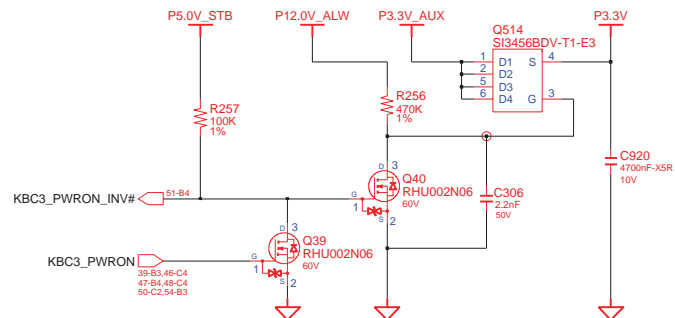 P5.0V_STB
P12.0V_ALW
P3.3V_AUX
Q514
SI3456BDV-T1-E3
P3.3V
1 D1 S 4
2 D2
5 D3
6 D4 G 3
R257
100K
1%
R256
470K
1%
C920
4700nF-X5R
10V
D 3
Q40
RHU002N06
60V
G
1
S 2
C306
2.2nF
50V
KBC3_PWRON_INV#
51-B4
D 3
Q39
RHU002N06
60V
G
1
S 2
KBC3_PWRON
39-B3,46-C4
47-B4,48-C4
50-C2,54-B3